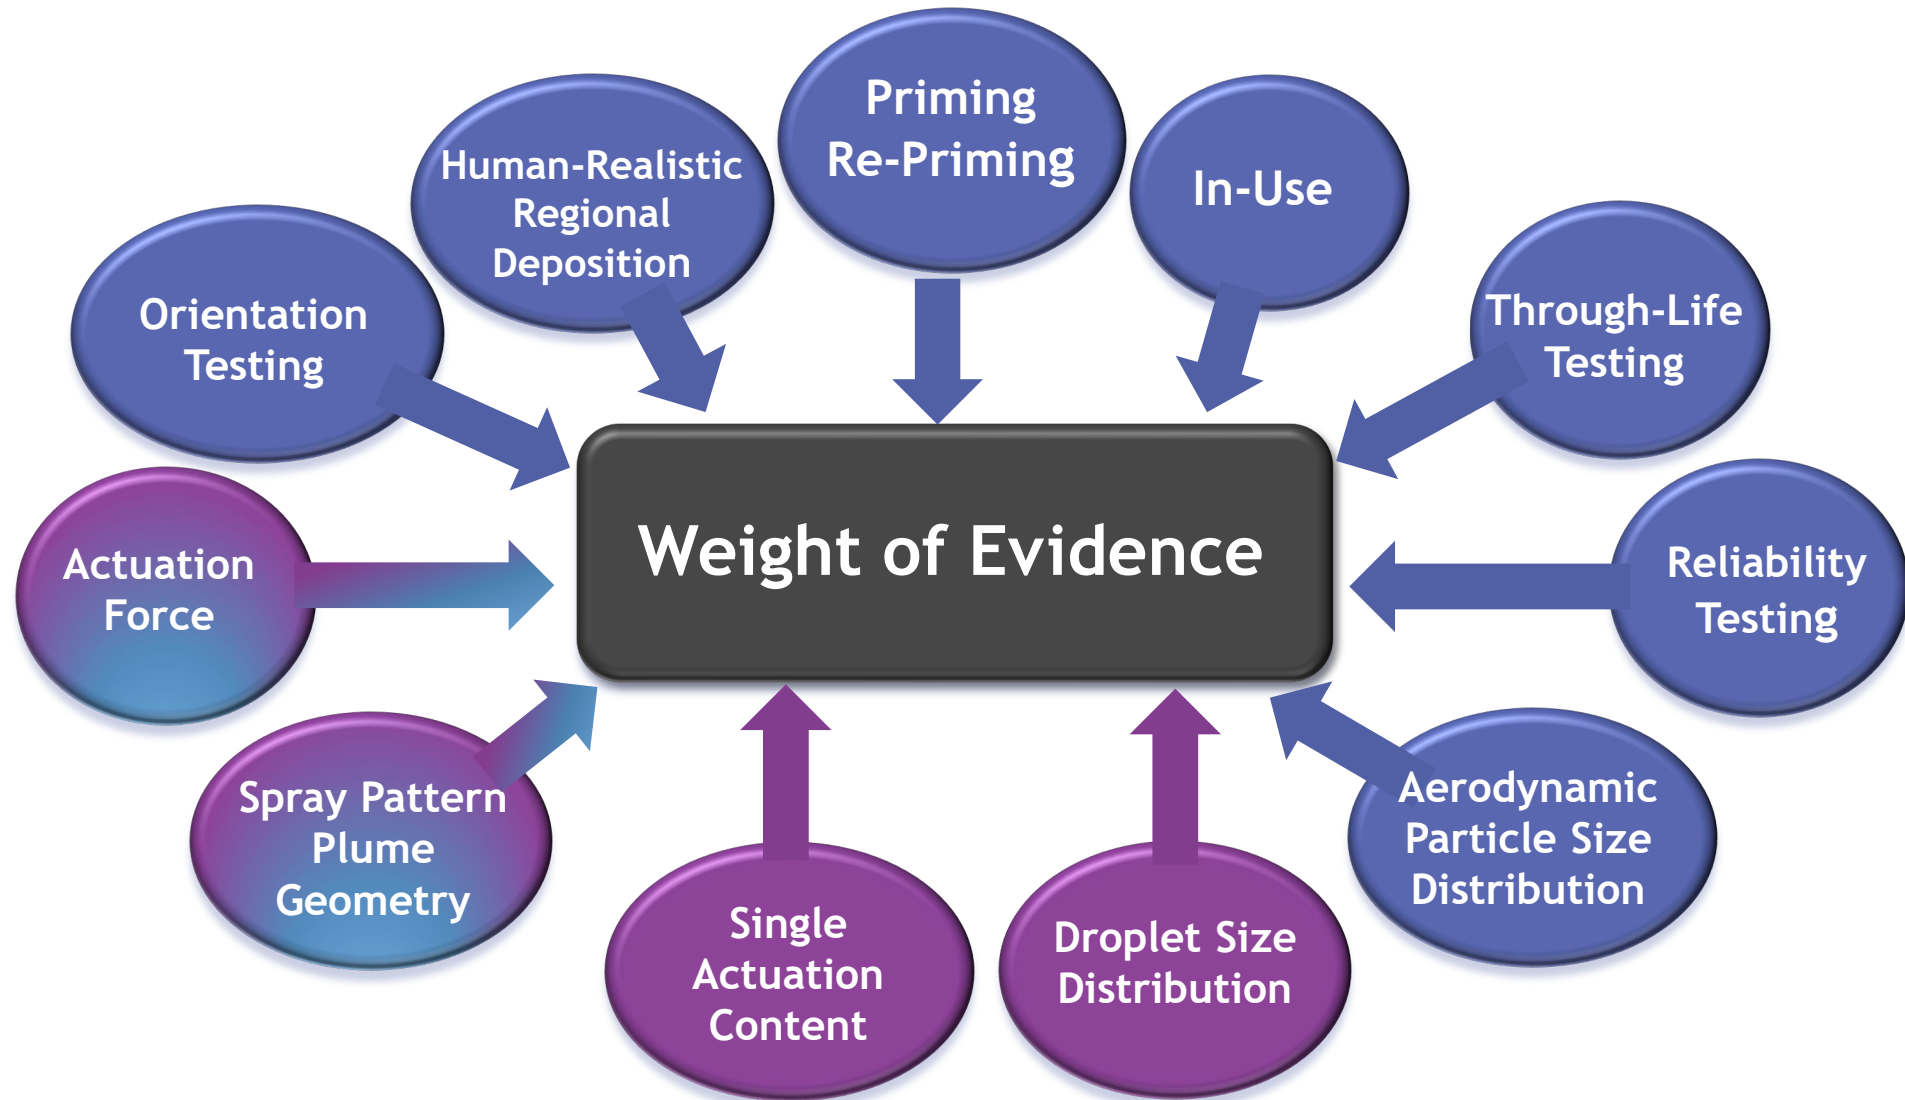 Priming
Re-Priming
Human-Realistic
Regional
Deposition
In-Use
Orientation
Testing
Through-Life
Testing
Weight of Evidence
Actuation
Force
Reliability
Testing
Spray Pattern
Plume
Geometry
Aerodynamic
Particle Size
Distribution
Single
Actuation
Content
Droplet Size
Distribution